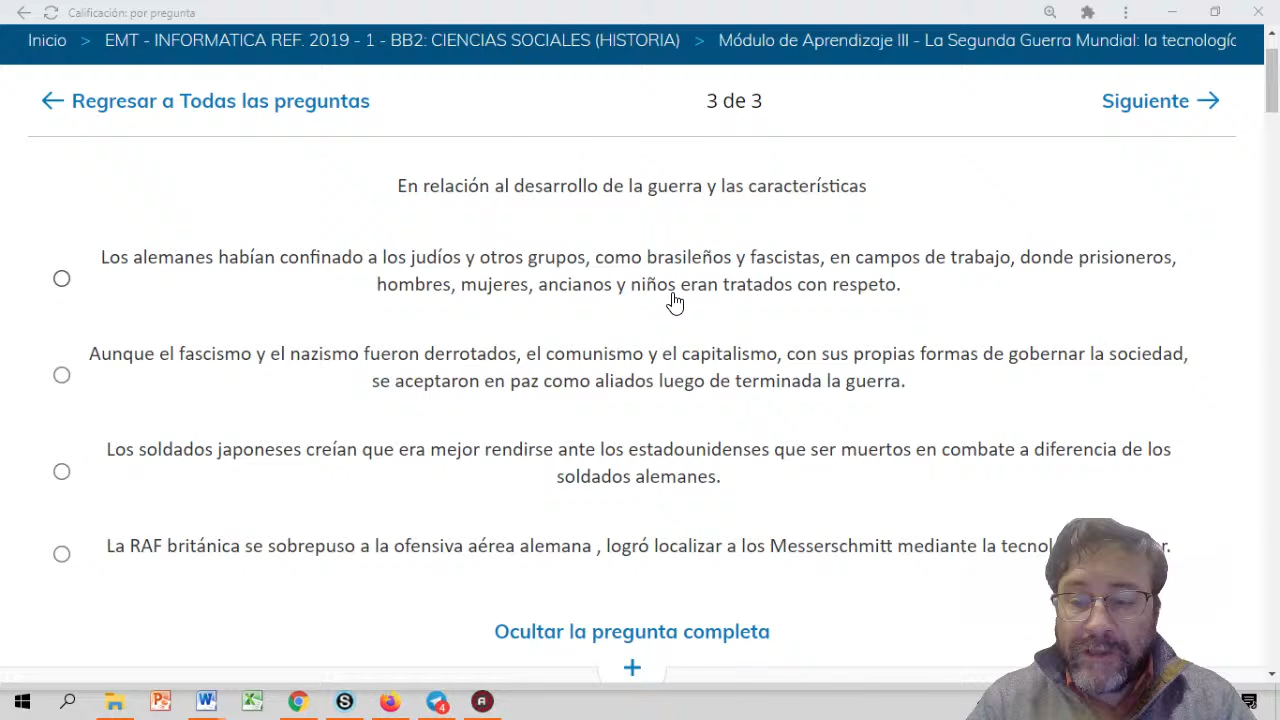 Calificación: por pregunta
Inicio > EMT - INFORMATICA REF. 2019 - 1 - BB2: CIENCIAS SOCIALES (HISTORIA) > Módulo de Aprendizaje III - La Segunda Guerra Mundial: la tecnologíc
Regresar a Todas las preguntas
3 de 3
Siguiente
En relación al desarrollo de la guerra y las características
Los alemanes habían confinado a los judíos y otros grupos, como brasileños y fascistas, en campos de trabajo, donde prisioneros,
hombres, mujeres, ancianos y niños eran tratados con respeto.
Aunque el fascismo y el nazismo fueron derrotados, el comunismo y el capitalismo, con sus propias formas de gobernar la sociedad,
se aceptaron en paz como aliados luego de terminada la guerra.
Los soldados japoneses creían que era mejor rendirse ante los estadounidenses que ser muertos en combate a diferencia de los
soldados alemanes.
La RAF británica se sobrepuso a la ofensiva aérea alemana , logró localizar a los Messerschmitt mediante la
Ocultar la pregunta completa
4